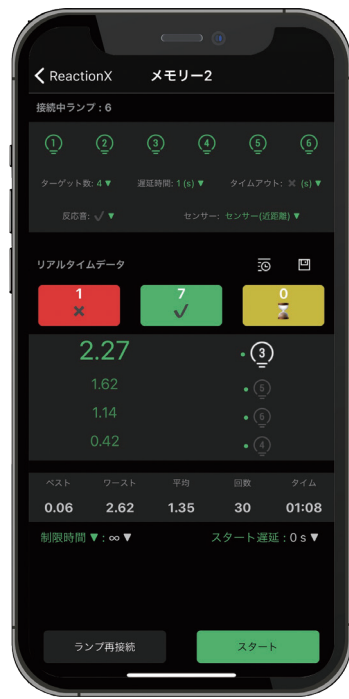 ReactionX メモリー2
接続中ランプ：6
1 2 3 4 5 6
ターゲット数: 4 ▼ 遅延時間: 1 (s) ▼ タイムアウト: ✕ (s) ▼
反応音: ✓ ▼ センサー: センサー(近距離) ▼
リアルタイムデータ
1 7 0
2.27 3
1.62 5
1.14 6
0.42 4
ベスト ワースト 平均 回数 タイム
0.06 2.62 1.35 30 01:08
制限時間 ▼ : ∞ ▼ スタート遅延 : 0 s ▼
ランプ再接続 スタート